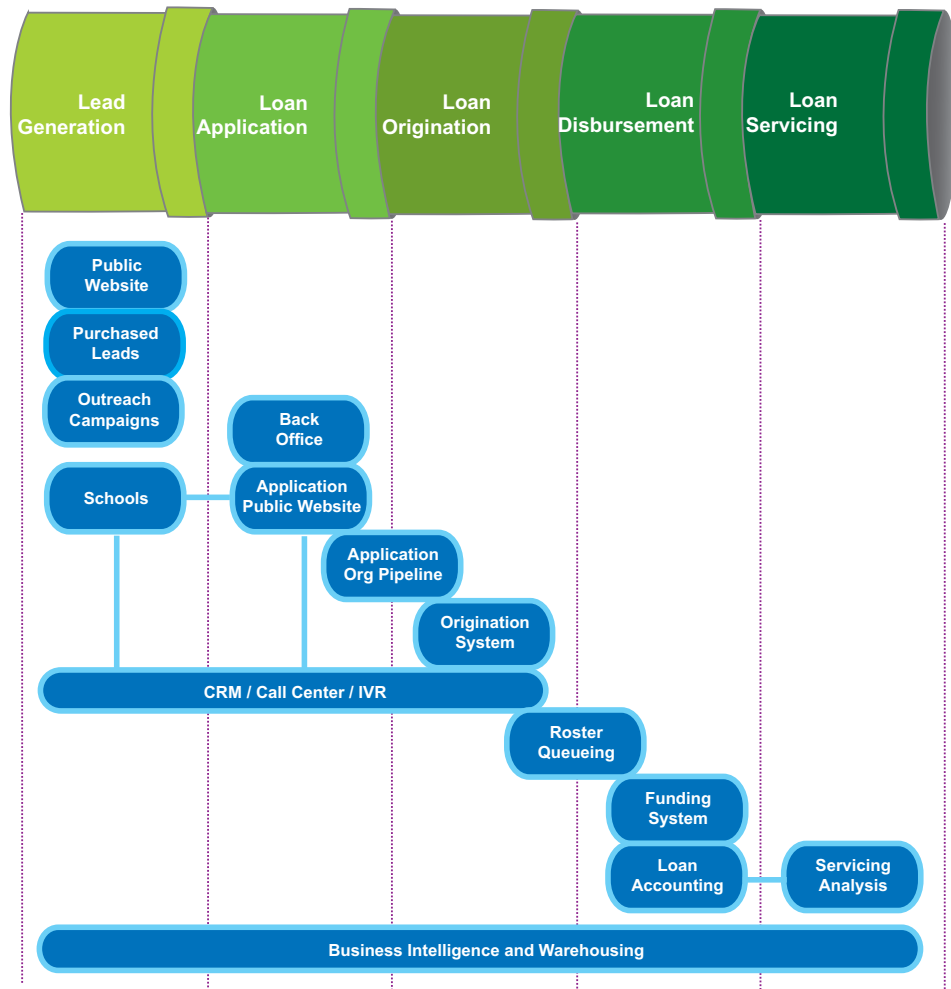 Lead
Generation
Loan
Application
Loan
Origination
Loan
Disbursement
Loan
Servicing
Public
Website
Purchased
Leads
Outreach
Campaigns
Back
Office
Schools
Application
Public Website
Application
Org Pipeline
Origination
System
CRM / Call Center / IVR
Roster
Queueing
Funding
System
Loan
Accounting
Servicing
Analysis
Business Intelligence and Warehousing